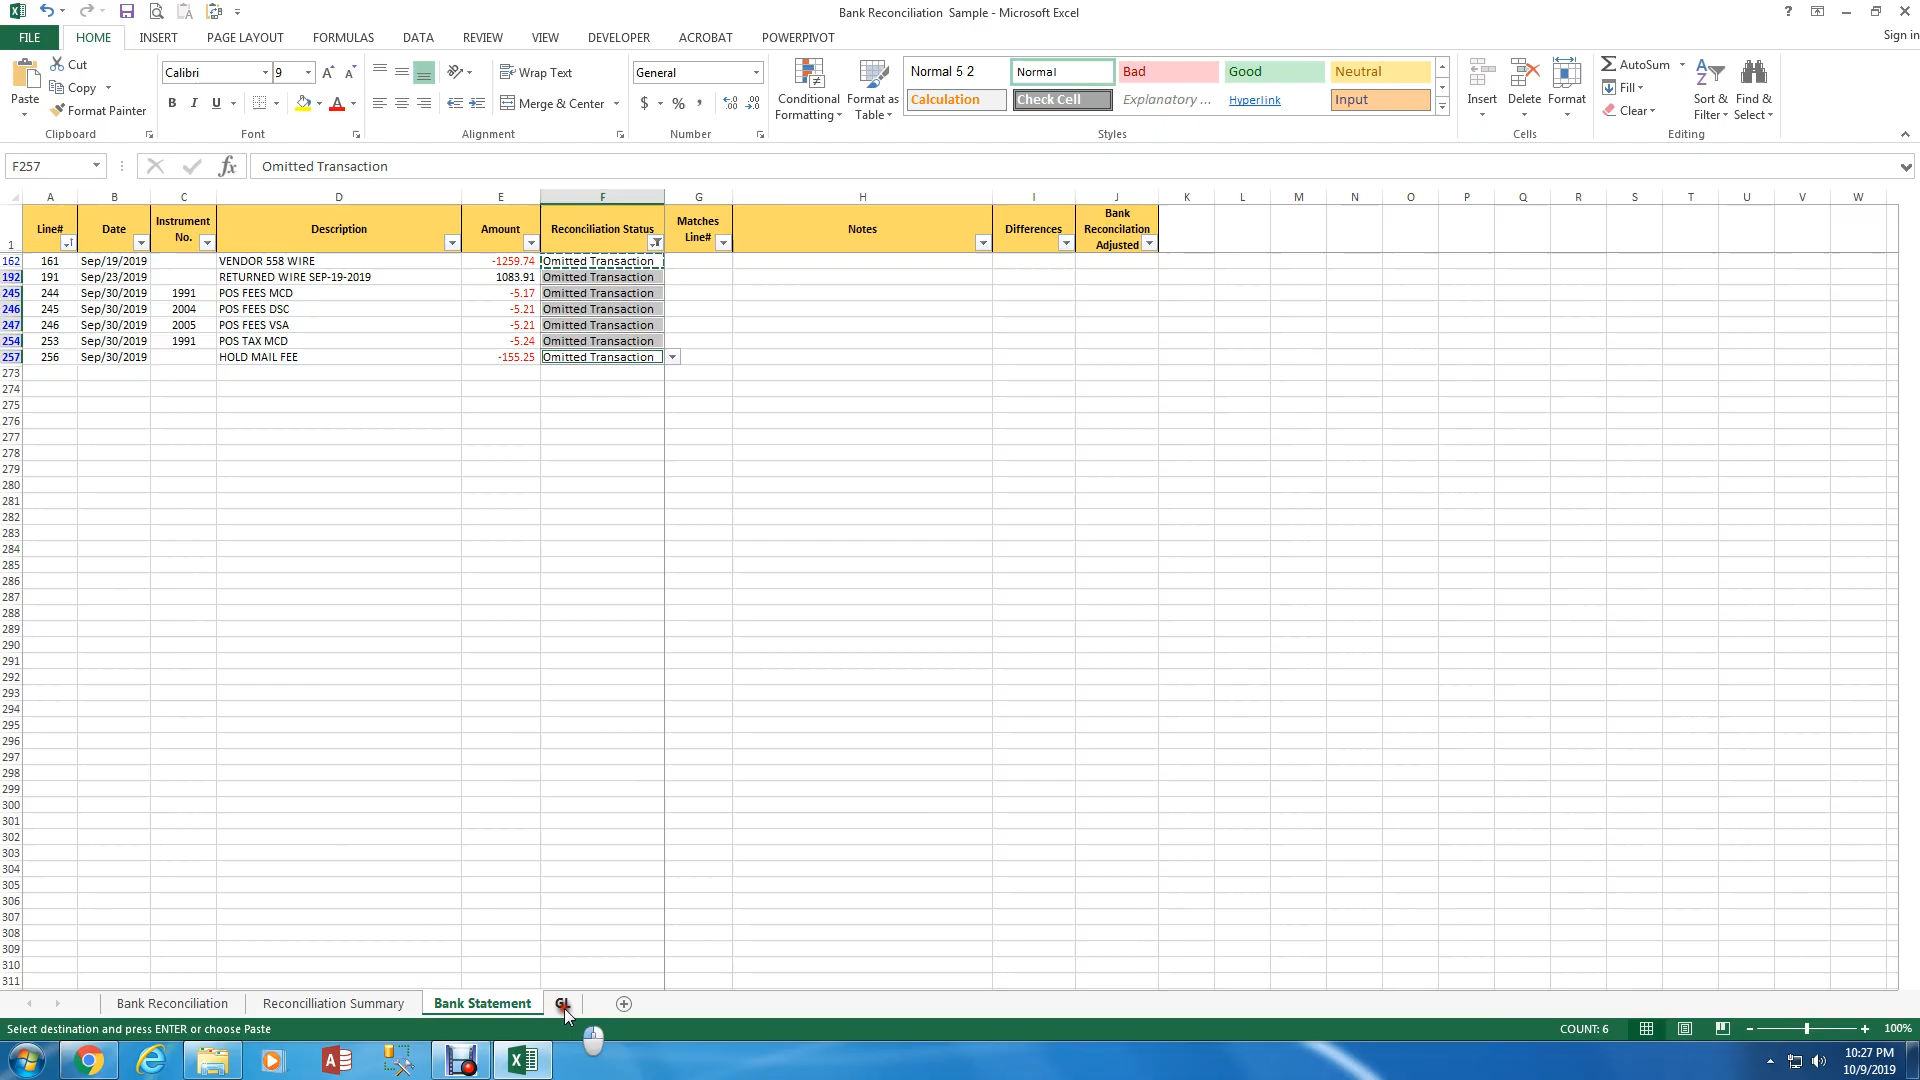 Bank Reconciliation  Sample - Microsoft Excel
?
Sign in
FILE HOME INSERT PAGE LAYOUT FORMULAS DATA REVIEW VIEW DEVELOPER ACROBAT POWERPIVOT
Paste
Cut
Copy
Format Painter
Clipboard
Calibri 9
B I U
Font
Wrap Text
Merge & Center
Alignment
General
$ % ,
Number
Conditional Formatting
Format as Table
Normal 5 2 Normal Bad Good Neutral
Calculation Check Cell Explanatory ... Hyperlink Input
Styles
Insert Delete Format
Cells
AutoSum
Fill
Clear
Sort & Filter
Find & Select
Editing
F257
fx
Omitted Transaction
A B C D E F G H I J K L M N O P Q R S T U V W
1 Line# Date Instrument No. Description Amount Reconcilation Status Matches Line# Notes Differences Bank Reconcilation Adjusted
162 161 Sep/19/2019 VENDOR 558 WIRE -1259.74 Omitted Transaction
192 191 Sep/23/2019 RETURNED WIRE SEP-19-2019 1083.91 Omitted Transaction
245 244 Sep/30/2019 1991 POS FEES MCD -5.17 Omitted Transaction
246 245 Sep/30/2019 2004 POS FEES DSC -5.21 Omitted Transaction
247 246 Sep/30/2019 2005 POS FEES VSA -5.21 Omitted Transaction
254 253 Sep/30/2019 1991 POS TAX MCD -5.24 Omitted Transaction
257 256 Sep/30/2019 HOLD MAIL FEE -155.25 Omitted Transaction
273
274
275
276
277
278
279
280
281
282
283
284
285
286
287
288
289
290
291
292
293
294
295
296
297
298
299
300
301
302
303
304
305
306
307
308
309
310
311
Bank Reconciliation Reconcilliation Summary Bank Statement GL
Select destination and press ENTER or choose Paste
COUNT: 6
100%
10:27 PM
10/9/2019